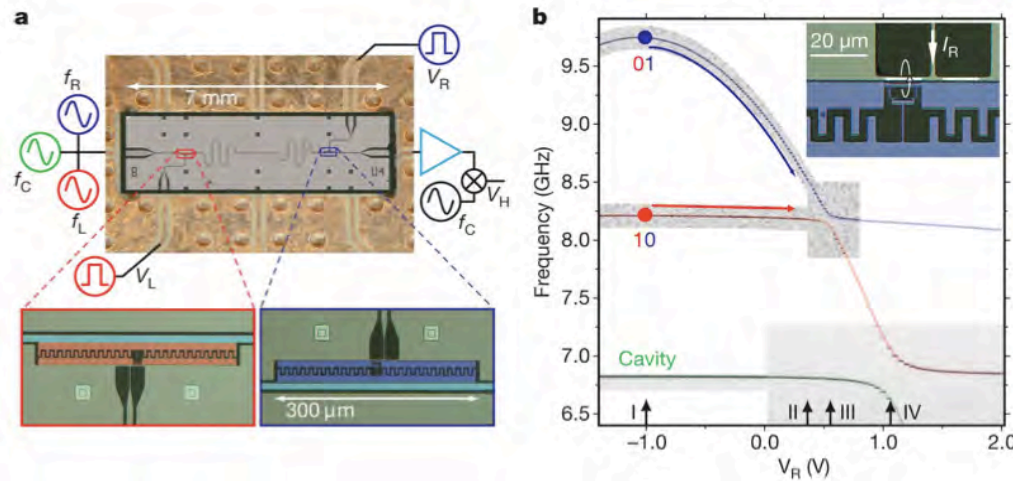 a
f_R
V_R
7 mm
f_C
f_L
8
U4
V_H
f_C
V_L
300 µm
b
Frequency (GHz)
9.5
9.0
8.5
8.0
7.5
7.0
6.5
01
10
Cavity
20 µm
I_R
I
II
III
IV
−1.0
0.0
1.0
2.0
V_R (V)